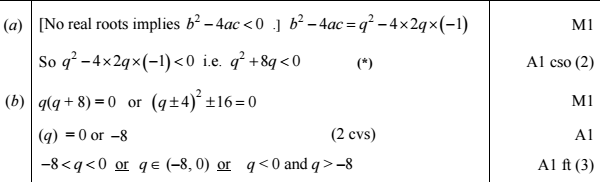 (a) [No real roots implies b² – 4ac < 0 .] b² – 4ac = q² – 4×2q×(–1) M1
So q² – 4×2q×(–1) < 0 i.e. q² + 8q < 0 (*) A1 cso (2)
(b) q(q + 8) = 0 or (q ± 4)² ± 16 = 0 M1
(q) = 0 or –8 (2 cvs) A1
–8 < q < 0 or q ∈ (–8, 0) or q < 0 and q > –8 A1 ft (3)